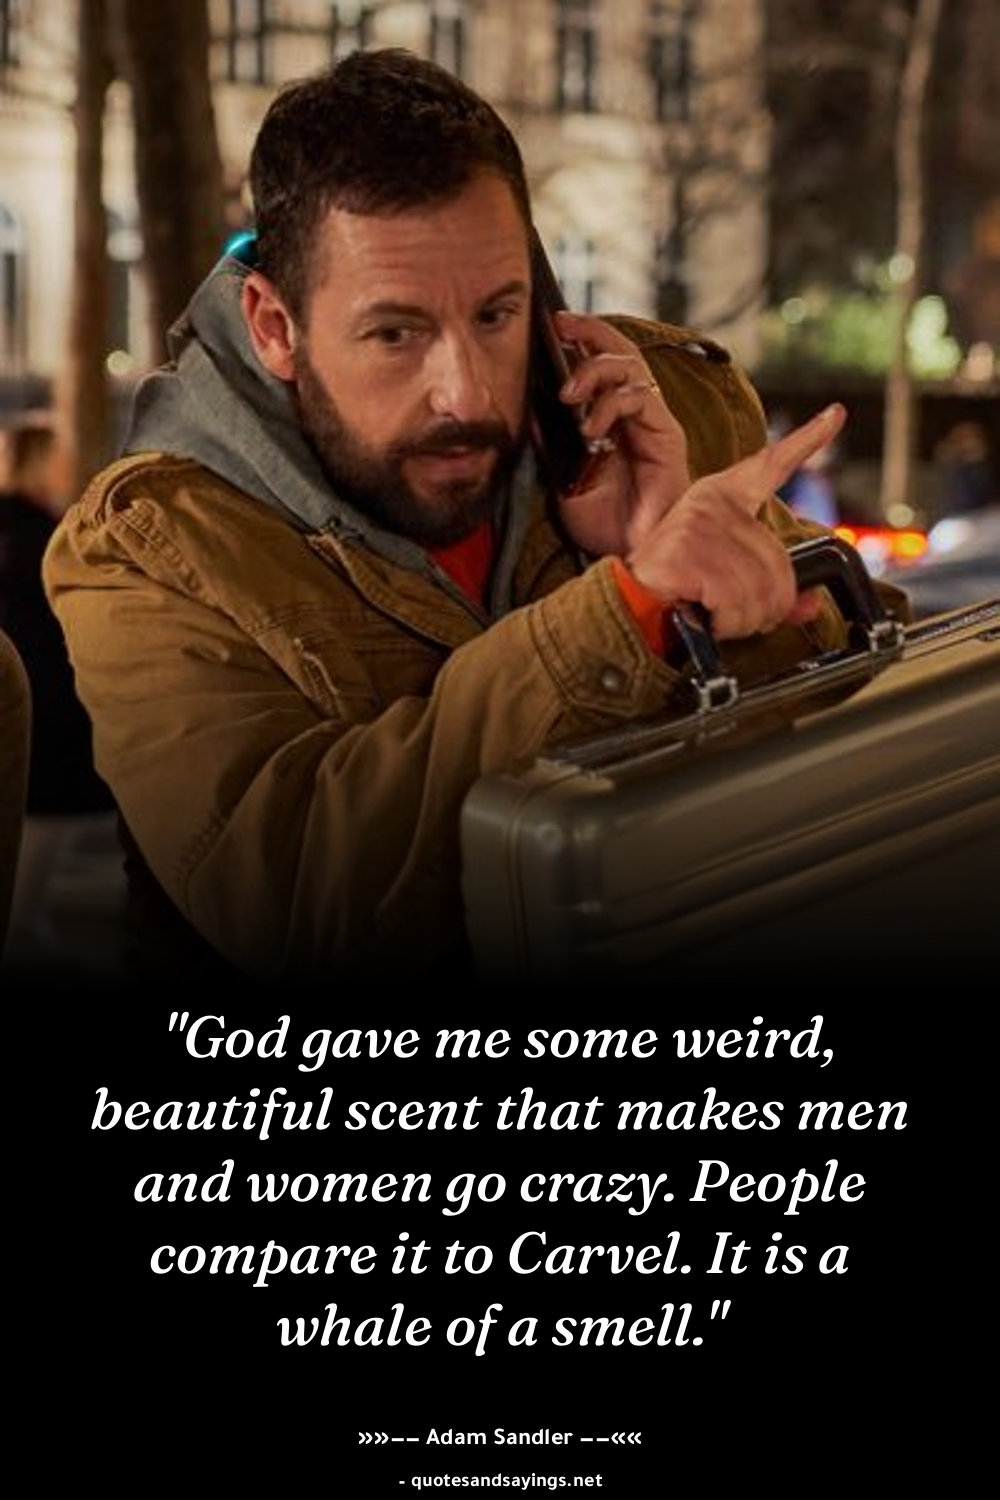 "God gave me some weird,
beautiful scent that makes men
and women go crazy. People
compare it to Carvel. It is a
whale of a smell."
»»−− Adam Sandler −−««
- quotesandsayings.net